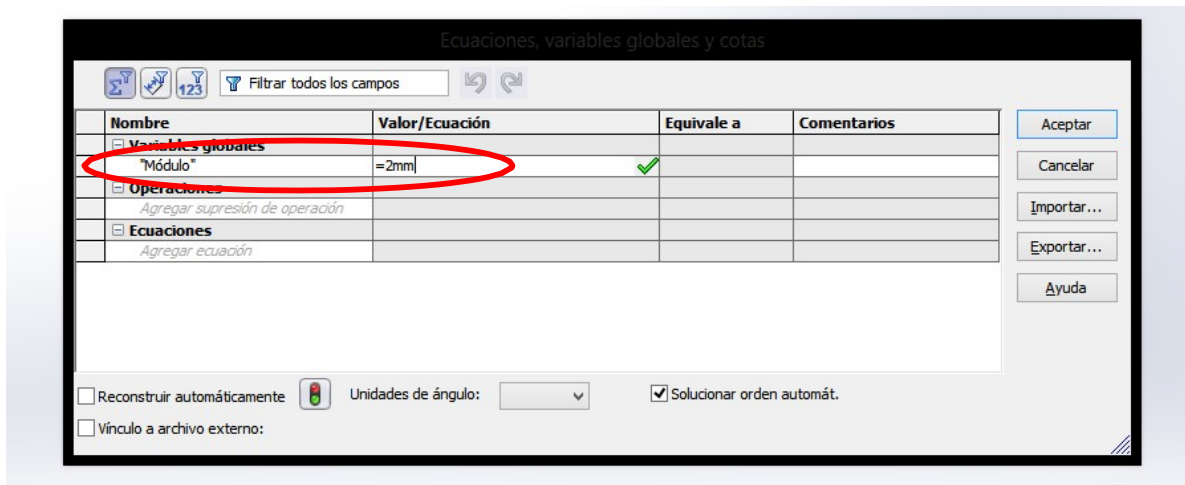 Ecuaciones, variables globales y cotas
Σ 123 Filtrar todos los campos
Nombre Valor/Ecuación Equivale a Comentarios
Variables globales
"Módulo" =2mm
Operaciones
Agregar supresión de operación
Ecuaciones
Agregar ecuación
Aceptar
Cancelar
Importar...
Exportar...
Ayuda
Reconstruir automáticamente Unidades de ángulo: Solucionar orden automát.
Vínculo a archivo externo: